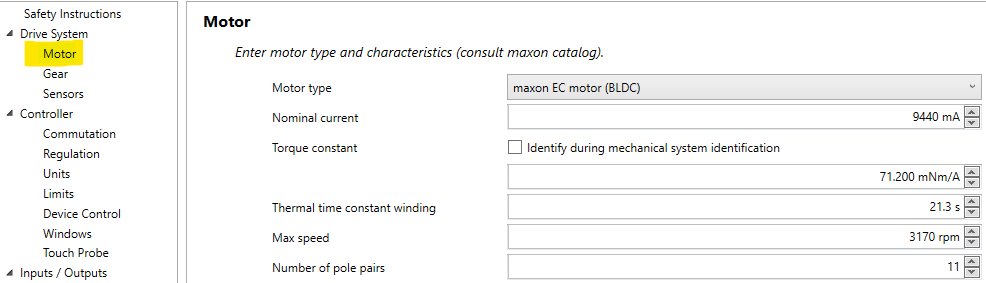 Safety Instructions
Drive System
Motor
Gear
Sensors
Controller
Commutation
Regulation
Units
Limits
Device Control
Windows
Touch Probe
Inputs / Outputs
Motor
Enter motor type and characteristics (consult maxon catalog).
Motor type maxon EC motor (BLDC)
Nominal current 9440 mA
Torque constant Identify during mechanical system identification
71.200 mNm/A
Thermal time constant winding 21.3 s
Max speed 3170 rpm
Number of pole pairs 11